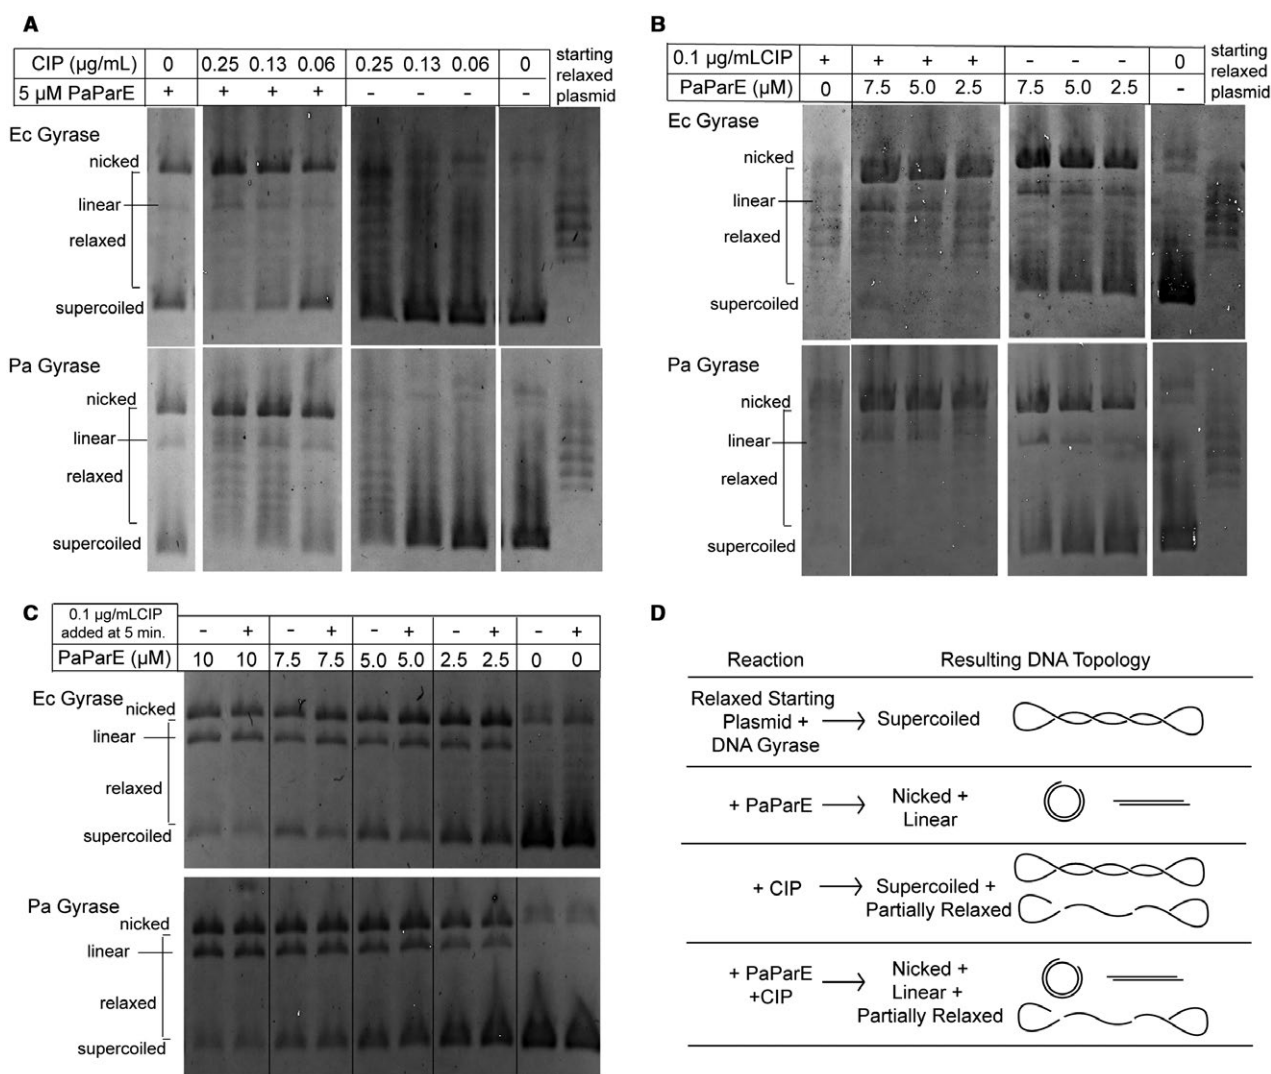 A
CIP (µg/mL) 0 0.25 0.13 0.06 0.25 0.13 0.06 0 starting
relaxed
plasmid
5 µM PaParE + + + + - - - -
Ec Gyrase
nicked
linear
relaxed
supercoiled
Pa Gyrase
nicked
linear
relaxed
supercoiled
B
0.1 µg/mLCIP + + + + - - - 0 starting
relaxed
plasmid
PaParE (µM) 0 7.5 5.0 2.5 7.5 5.0 2.5 -
Ec Gyrase
nicked
linear
relaxed
supercoiled
Pa Gyrase
nicked
linear
relaxed
supercoiled
C
0.1 µg/mLCIP
added at 5 min. - + - + - + - + - +
PaParE (µM) 10 10 7.5 7.5 5.0 5.0 2.5 2.5 0 0
Ec Gyrase
nicked
linear
relaxed
supercoiled
Pa Gyrase
nicked
linear
relaxed
supercoiled
D
Reaction Resulting DNA Topology
Relaxed Starting
Plasmid + → Supercoiled
DNA Gyrase
+ PaParE → Nicked +
Linear
+ CIP → Supercoiled +
Partially Relaxed
+ PaParE → Nicked +
+CIP Linear +
Partially Relaxed